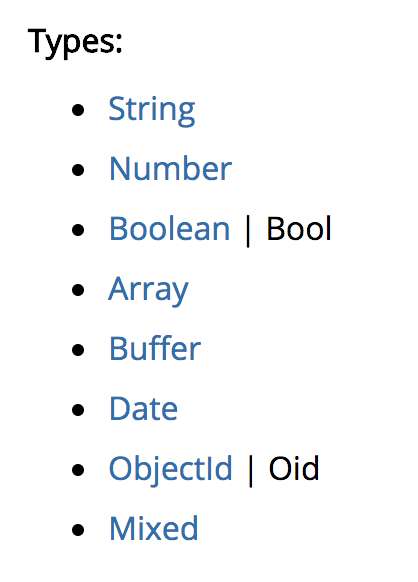 Types:
String
Number
Boolean | Bool
Array
Buffer
Date
ObjectId | Oid
Mixed